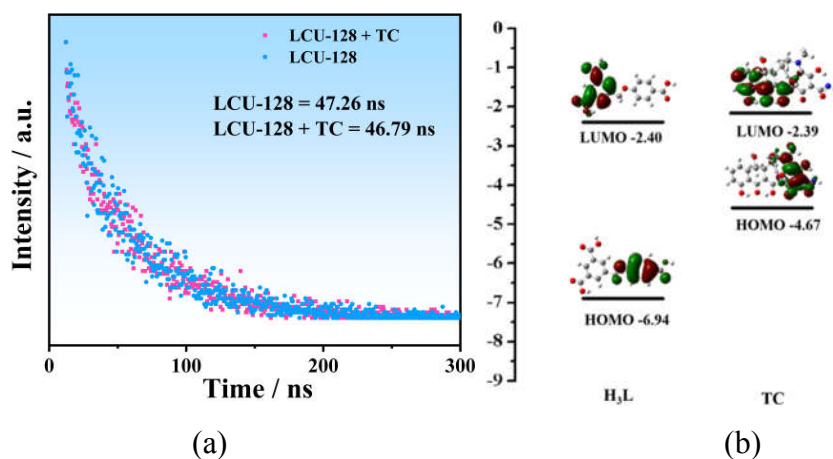 LCU-128 + TC
LCU-128
LCU-128 = 47.26 ns
LCU-128 + TC = 46.79 ns
Intensity / a.u.
0
100
200
300
Time / ns
(a)
0
-1
-2
-3
-4
-5
-6
-7
-8
-9
LUMO -2.40
LUMO -2.39
HOMO -4.67
HOMO -6.94
H₃L
TC
(b)